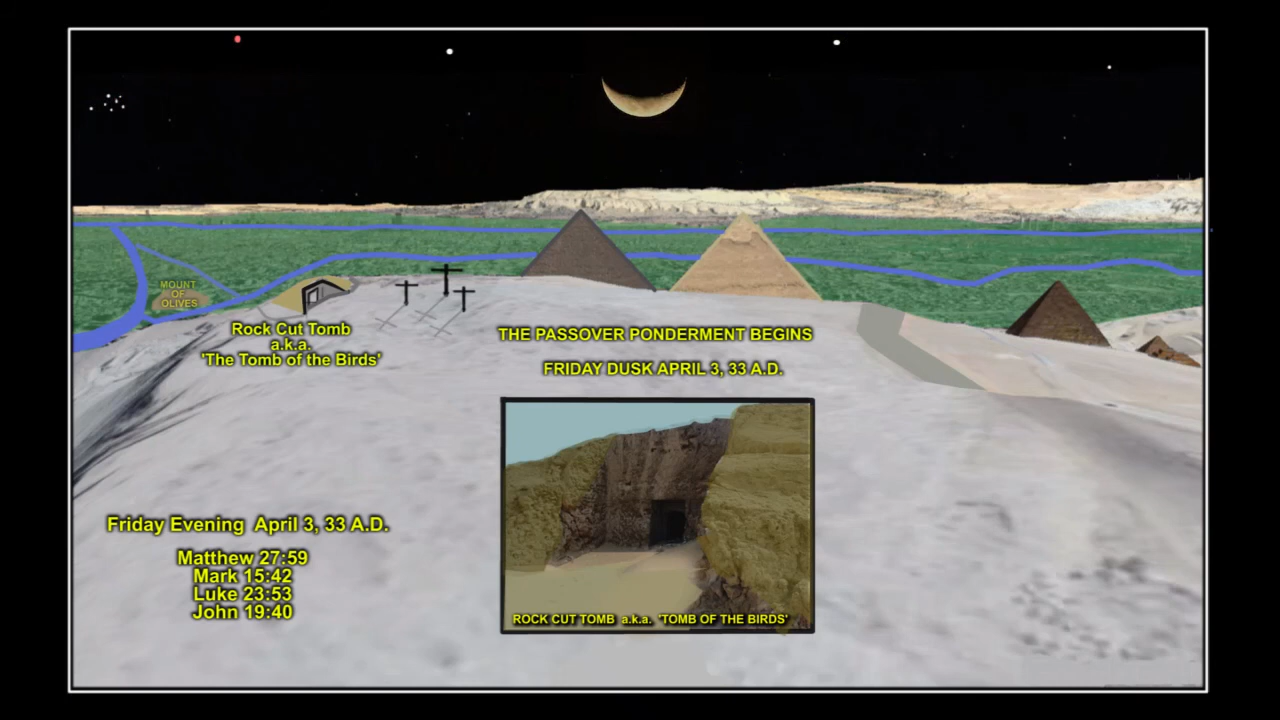 MOUNT
OF
OLIVES
Rock Cut Tomb
a.k.a.
'The Tomb of the Birds'
THE PASSOVER PONDERMENT BEGINS
FRIDAY DUSK APRIL 3, 33 A.D.
Friday Evening April 3, 33 A.D.
Matthew 27:59
Mark 15:42
Luke 23:53
John 19:40
ROCK CUT TOMB a.k.a. 'TOMB OF THE BIRDS'